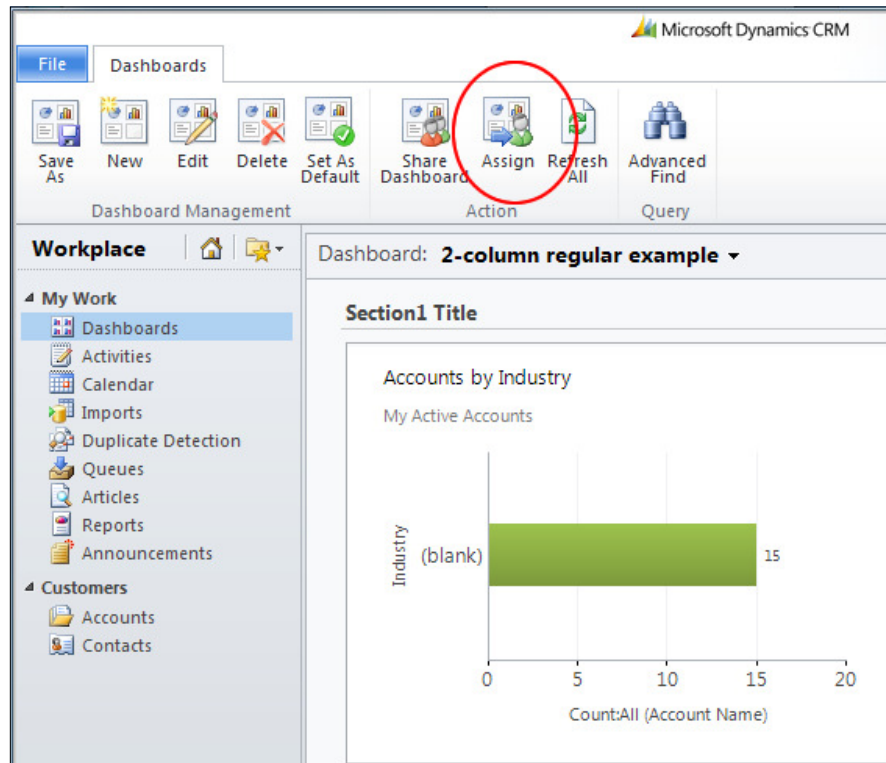 Microsoft Dynamics CRM
File
Dashboards
Save As
New
Edit
Delete
Set As Default
Share Dashboard
Assign
Refresh All
Advanced Find
Dashboard Management
Action
Query
Workplace
Dashboard: 2-column regular example
My Work
Dashboards
Activities
Calendar
Imports
Duplicate Detection
Queues
Articles
Reports
Announcements
Customers
Accounts
Contacts
Section1 Title
Accounts by Industry
My Active Accounts
Industry
(blank)
15
0 5 10 15 20
Count:All (Account Name)